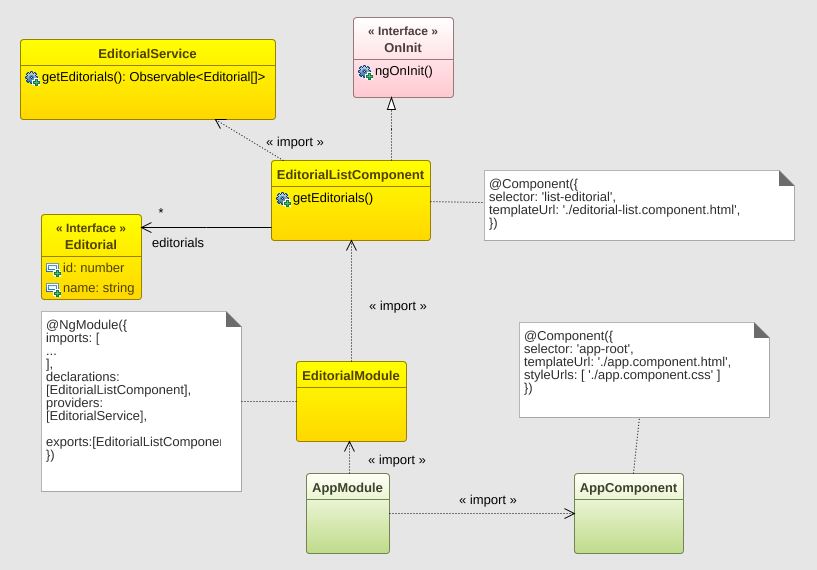 « Interface »
OnInit
ngOnInit()
EditorialService
getEditorials(): Observable<Editorial[]>
« import »
EditorialListComponent
getEditorials()
@Component({
selector: 'list-editorial',
templateUrl: './editorial-list.component.html',
})
*
editorials
« Interface »
Editorial
id: number
name: string
« import »
@NgModule({
imports: [
...
],
declarations:
[EditorialListComponent],
providers:
[EditorialService],
exports:[EditorialListComponer
})
@Component({
selector: 'app-root',
templateUrl: './app.component.html',
styleUrls: [ './app.component.css' ]
})
EditorialModule
« import »
AppModule
« import »
AppComponent